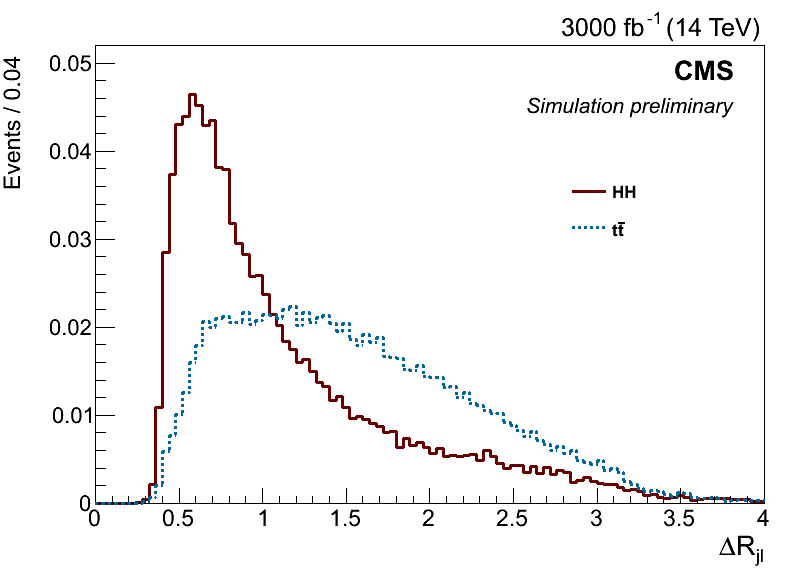 3000 fb⁻¹ (14 TeV)
Events / 0.04
CMS
Simulation preliminary
HH
tt̄
0.05
0.04
0.03
0.02
0.01
0
0 0.5 1 1.5 2 2.5 3 3.5 4
ΔR_jl